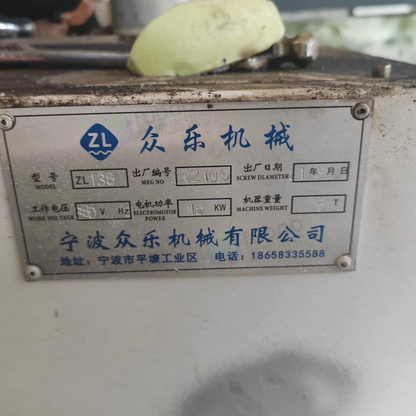 ZL 众乐机械
型号 ZL138 出厂编号 出厂日期 年 月 日
MODEL MEG NO SCREW DLAMETER
工作电压 V Hz 电机功率 KW 机器重量 T
WORK VOLTAGE ELECTROMOTOR POWER MACHINE WEIGHT
宁波众乐机械有限公司
地址：宁波市平塘工业区 电话：18658335588